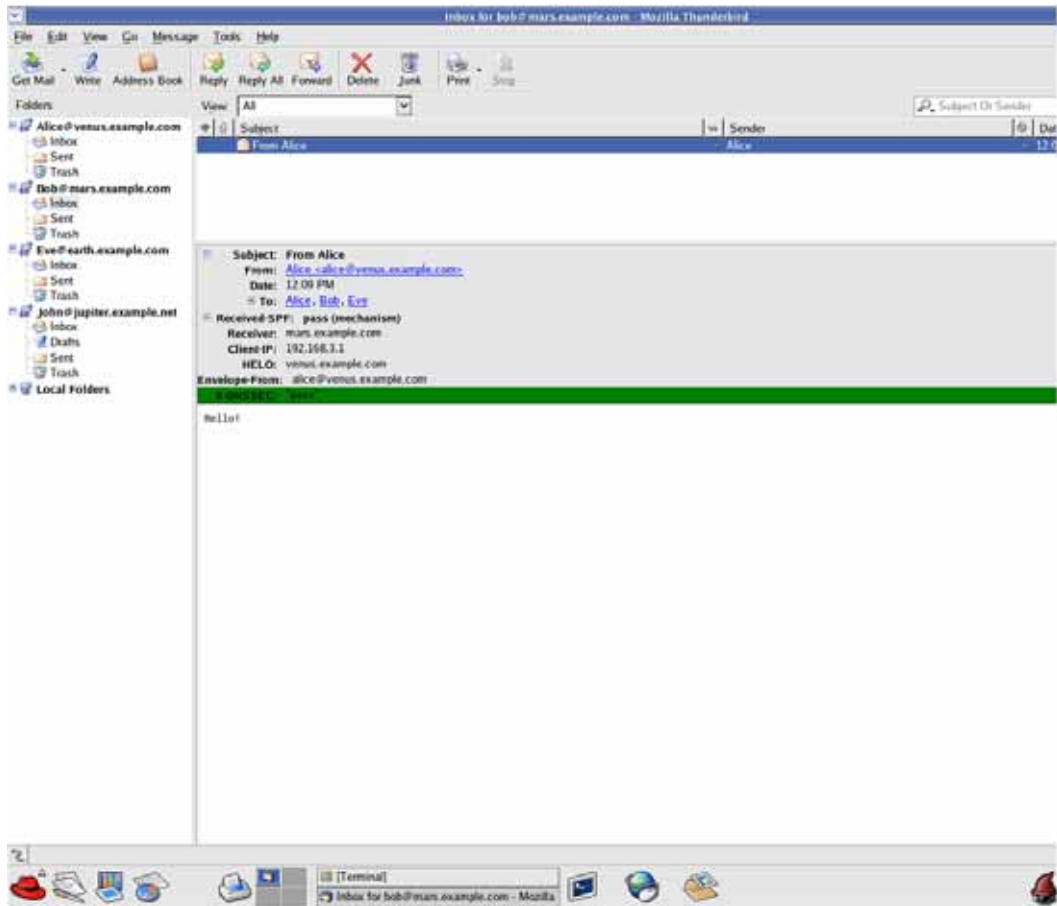 Inbox for bob@mars.example.com - Mozilla Thunderbird
File Edit View Go Message Tools Help
Get Mail Write Address Book Reply Reply All Forward Delete Junk Print Stop
Folders
View: All
Subject Or Sender
Alice@venus.example.com
Inbox
Sent
Trash
Bob@mars.example.com
Inbox
Sent
Trash
Eve@earth.example.com
Inbox
Sent
Trash
John@jupiter.example.net
Inbox
Drafts
Sent
Trash
Local Folders
Subject Sender Dat
From Alice Alice 12:0
Subject: From Alice
From: Alice <alice@venus.example.com>
Date: 12:09 PM
To: Alice, Bob, Eve
Received-SPF: pass (mechanism)
Receiver: mars.example.com
Client-IP: 192.168.3.1
HELO: venus.example.com
Envelope-From: alice@venus.example.com
X-DNSSEC: "pass"
Hello!
[Terminal]
Inbox for bob@mars.example.com - Mozilla